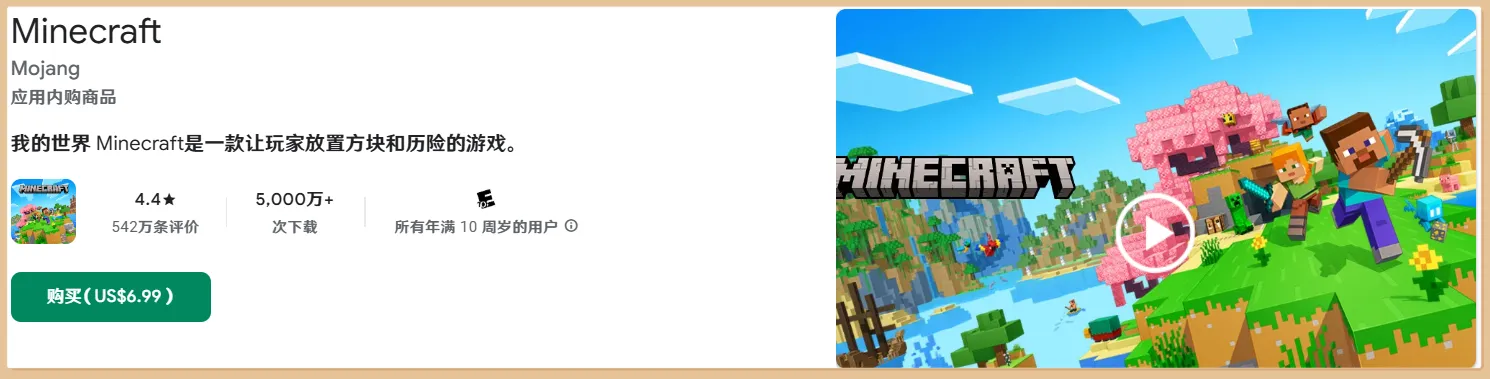 Minecraft
Mojang
应用内购商品
我的世界 Minecraft是一款让玩家放置方块和历险的游戏。
MINECRAFT
4.4★
542万条评价
5,000万+
次下载
E
所有年满 10 周岁的用户
购买 (US$6.99)
MINECRAFT